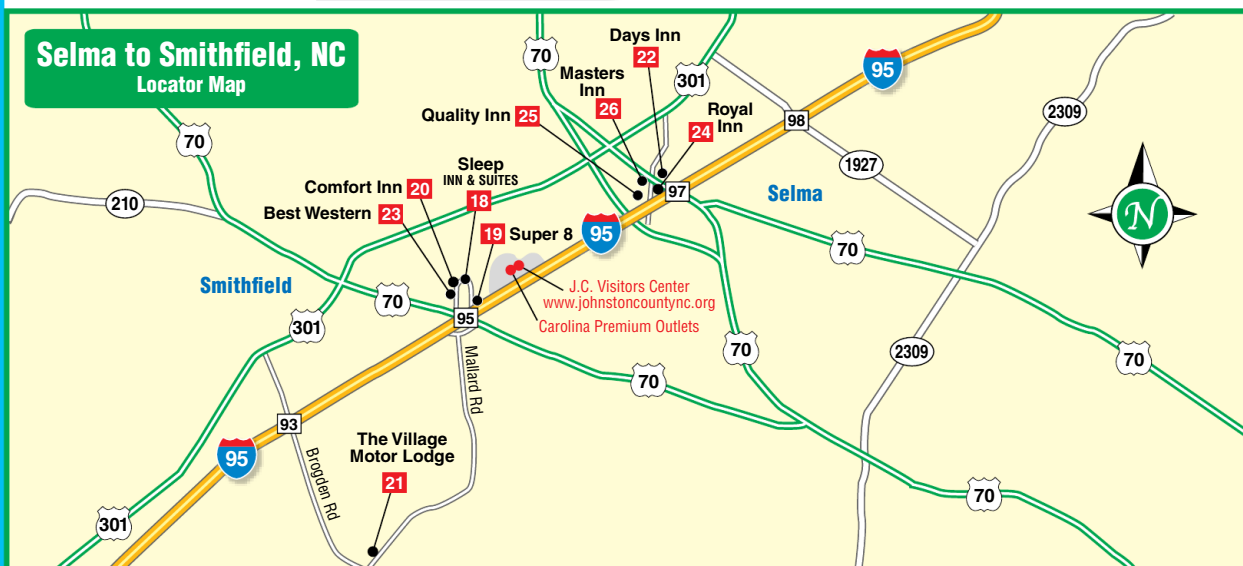 Selma to Smithfield, NC
Locator Map
70
Days Inn
22
301
95
Masters
Inn
26
Royal
Inn
24
Quality Inn 25
98
2309
70
1927
Sleep
INN & SUITES
18
Comfort Inn 20
Best Western 23
210
97
Selma
N
19 Super 8
95
70
Smithfield
J.C. Visitors Center
www.johnstoncountync.org
Carolina Premium Outlets
70
95
301
Mallard Rd
70
2309
70
70
93
The Village
Motor Lodge
21
95
Brogden Rd
70
301